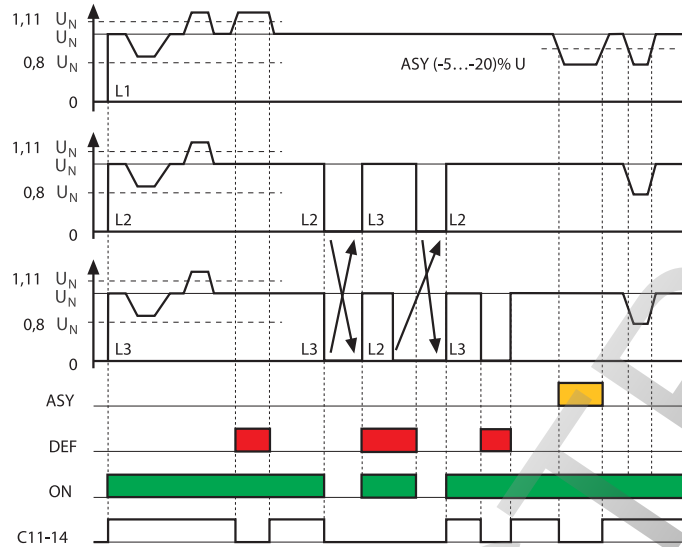 1,11 UN
UN
0,8 UN
0
L1
ASY (-5...-20)% U
1,11 UN
UN
0,8 UN
0
L2
L2
L3
L2
1,11 UN
UN
0,8 UN
0
L3
L3
L2
L3
ASY
DEF
ON
C11-14